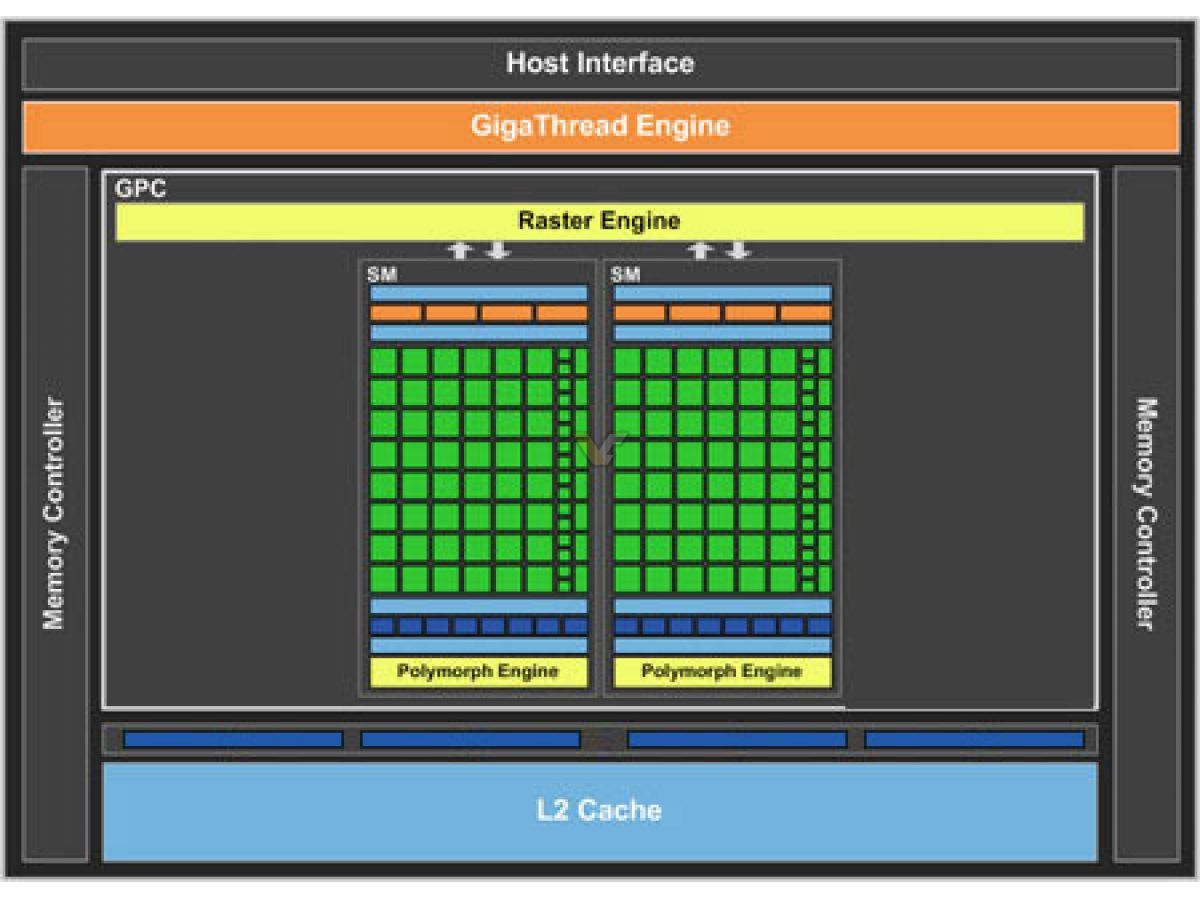 Host Interface
GigaThread Engine
GPC
Raster Engine
SM
SM
Memory Controller
Memory Controller
Polymorph Engine
Polymorph Engine
L2 Cache